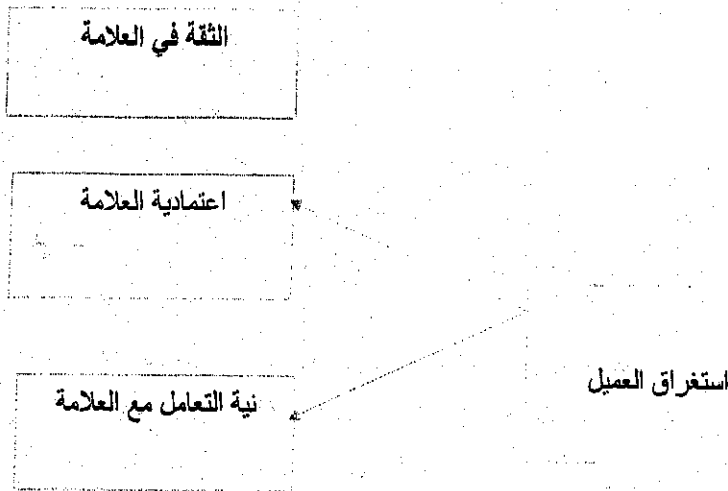 الثقة في العلامة
اعتمادية العلامة
نية التعامل مع العلامة
استغراق العميل